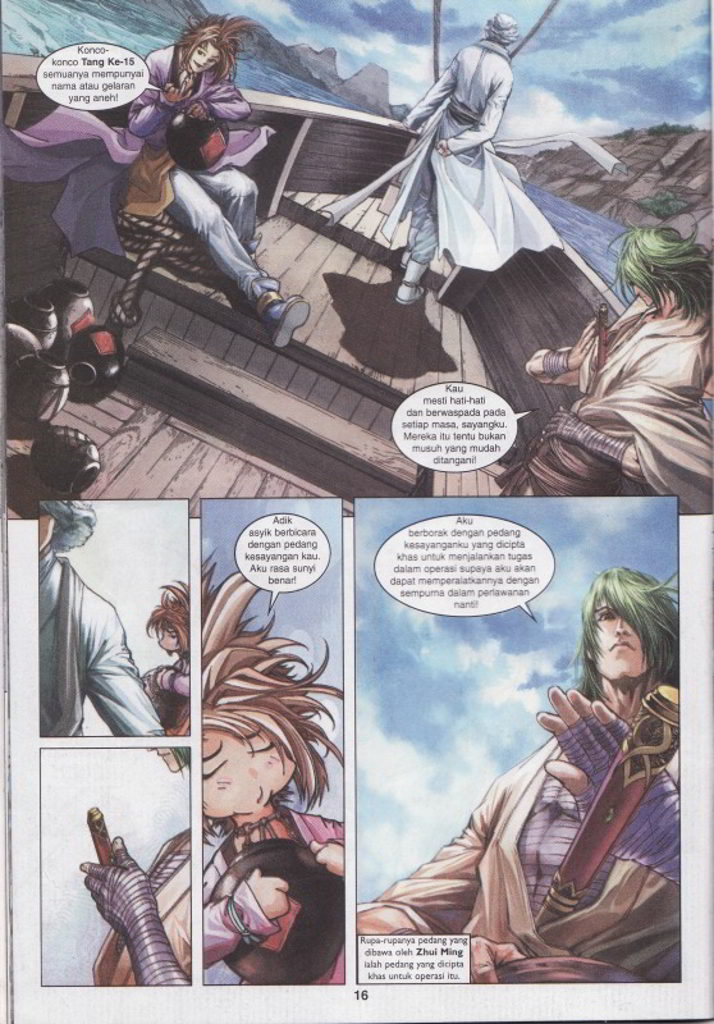 Konco-
konco Tang Ke-15
semuanya mempunyai
nama atau gelaran
yang aneh!
Kau
mesti hati-hati
dan berwaspada pada
setiap masa, sayangku.
Mereka itu tentu bukan
musuh yang mudah
ditangani!
Adik
asyik berbicara
dengan pedang
kesayangan kau.
Aku rasa sunyi
benar!
Aku
berborak dengan pedang
kesayanganku yang dicipta
khas untuk menjalankan tugas
dalam operasi supaya aku akan
dapat memperalatkannya dengan
sempurna dalam perlawanan
nanti!
Rupa-rupanya pedang yang
dibawa oleh Zhui Ming
ialah pedang yang dicipta
khas untuk operasi itu.
16